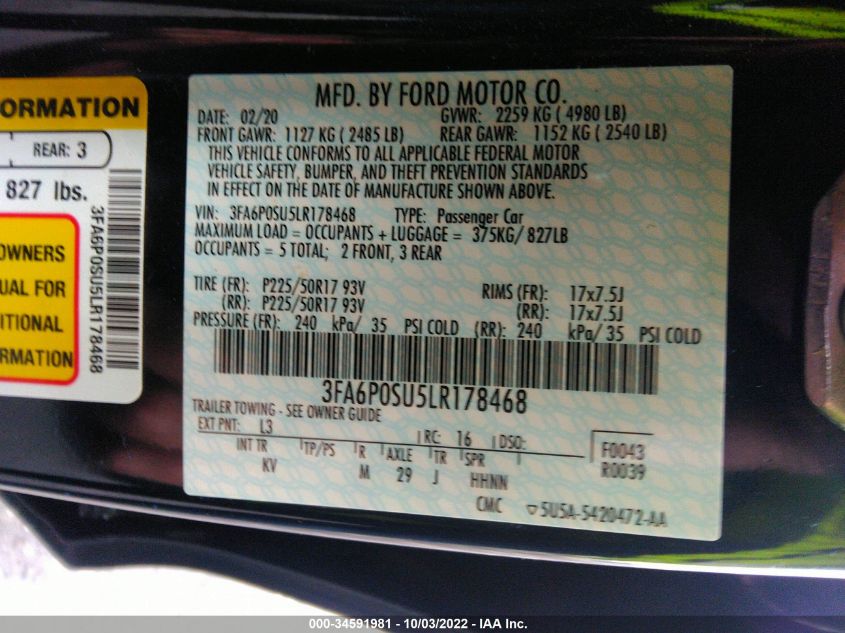 ORMATION
REAR: 3
827 lbs.
OWNERS
UAL FOR
ITIONAL
RMATION
3FA6P0SU5LR178468
MFD. BY FORD MOTOR CO.
DATE: 02/20 GVWR: 2259 KG ( 4980 LB)
FRONT GAWR: 1127 KG ( 2485 LB) REAR GAWR: 1152 KG ( 2540 LB)
THIS VEHICLE CONFORMS TO ALL APPLICABLE FEDERAL MOTOR
VEHICLE SAFETY, BUMPER, AND THEFT PREVENTION STANDARDS
IN EFFECT ON THE DATE OF MANUFACTURE SHOWN ABOVE.
VIN: 3FA6P0SU5LR178468 TYPE: Passenger Car
MAXIMUM LOAD = OCCUPANTS + LUGGAGE = 375KG/ 827LB
OCCUPANTS = 5 TOTAL; 2 FRONT, 3 REAR
TIRE (FR): P225/50R17 93V RIMS (FR): 17x7.5J
(RR): P225/50R17 93V (RR): 17x7.5J
PRESSURE (FR): 240 kPa/ 35 PSI COLD (RR): 240 kPa/ 35 PSI COLD
3FA6P0SU5LR178468
TRAILER TOWING - SEE OWNER GUIDE
EXT PNT: L3 RC: 16 DSO: F0043
INT TR TP/PS R AXLE TR SPR R0039
KV M 29 J HHNN
CMC 5U5A-5420472-AA
000-34591981 - 10/03/2022 - IAA Inc.